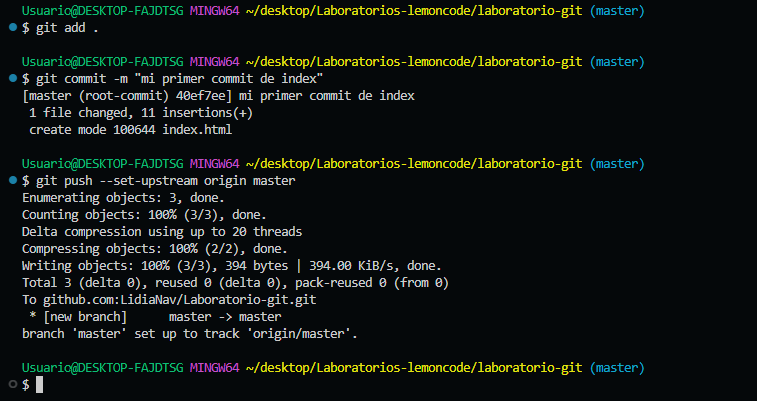 Usuario@DESKTOP-FAJDTSG MINGW64 ~/desktop/Laboratorios-lemoncode/laboratorio-git (master)
$ git add .
Usuario@DESKTOP-FAJDTSG MINGW64 ~/desktop/Laboratorios-lemoncode/laboratorio-git (master)
$ git commit -m "mi primer commit de index"
[master (root-commit) 40ef7ee] mi primer commit de index
 1 file changed, 11 insertions(+)
 create mode 100644 index.html
Usuario@DESKTOP-FAJDTSG MINGW64 ~/desktop/Laboratorios-lemoncode/laboratorio-git (master)
$ git push --set-upstream origin master
Enumerating objects: 3, done.
Counting objects: 100% (3/3), done.
Delta compression using up to 20 threads
Compressing objects: 100% (2/2), done.
Writing objects: 100% (3/3), 394 bytes | 394.00 KiB/s, done.
Total 3 (delta 0), reused 0 (delta 0), pack-reused 0 (from 0)
To github.com:LidiaNav/Laboratorio-git.git
 * [new branch]      master -> master
branch 'master' set up to track 'origin/master'.
Usuario@DESKTOP-FAJDTSG MINGW64 ~/desktop/Laboratorios-lemoncode/laboratorio-git (master)
$